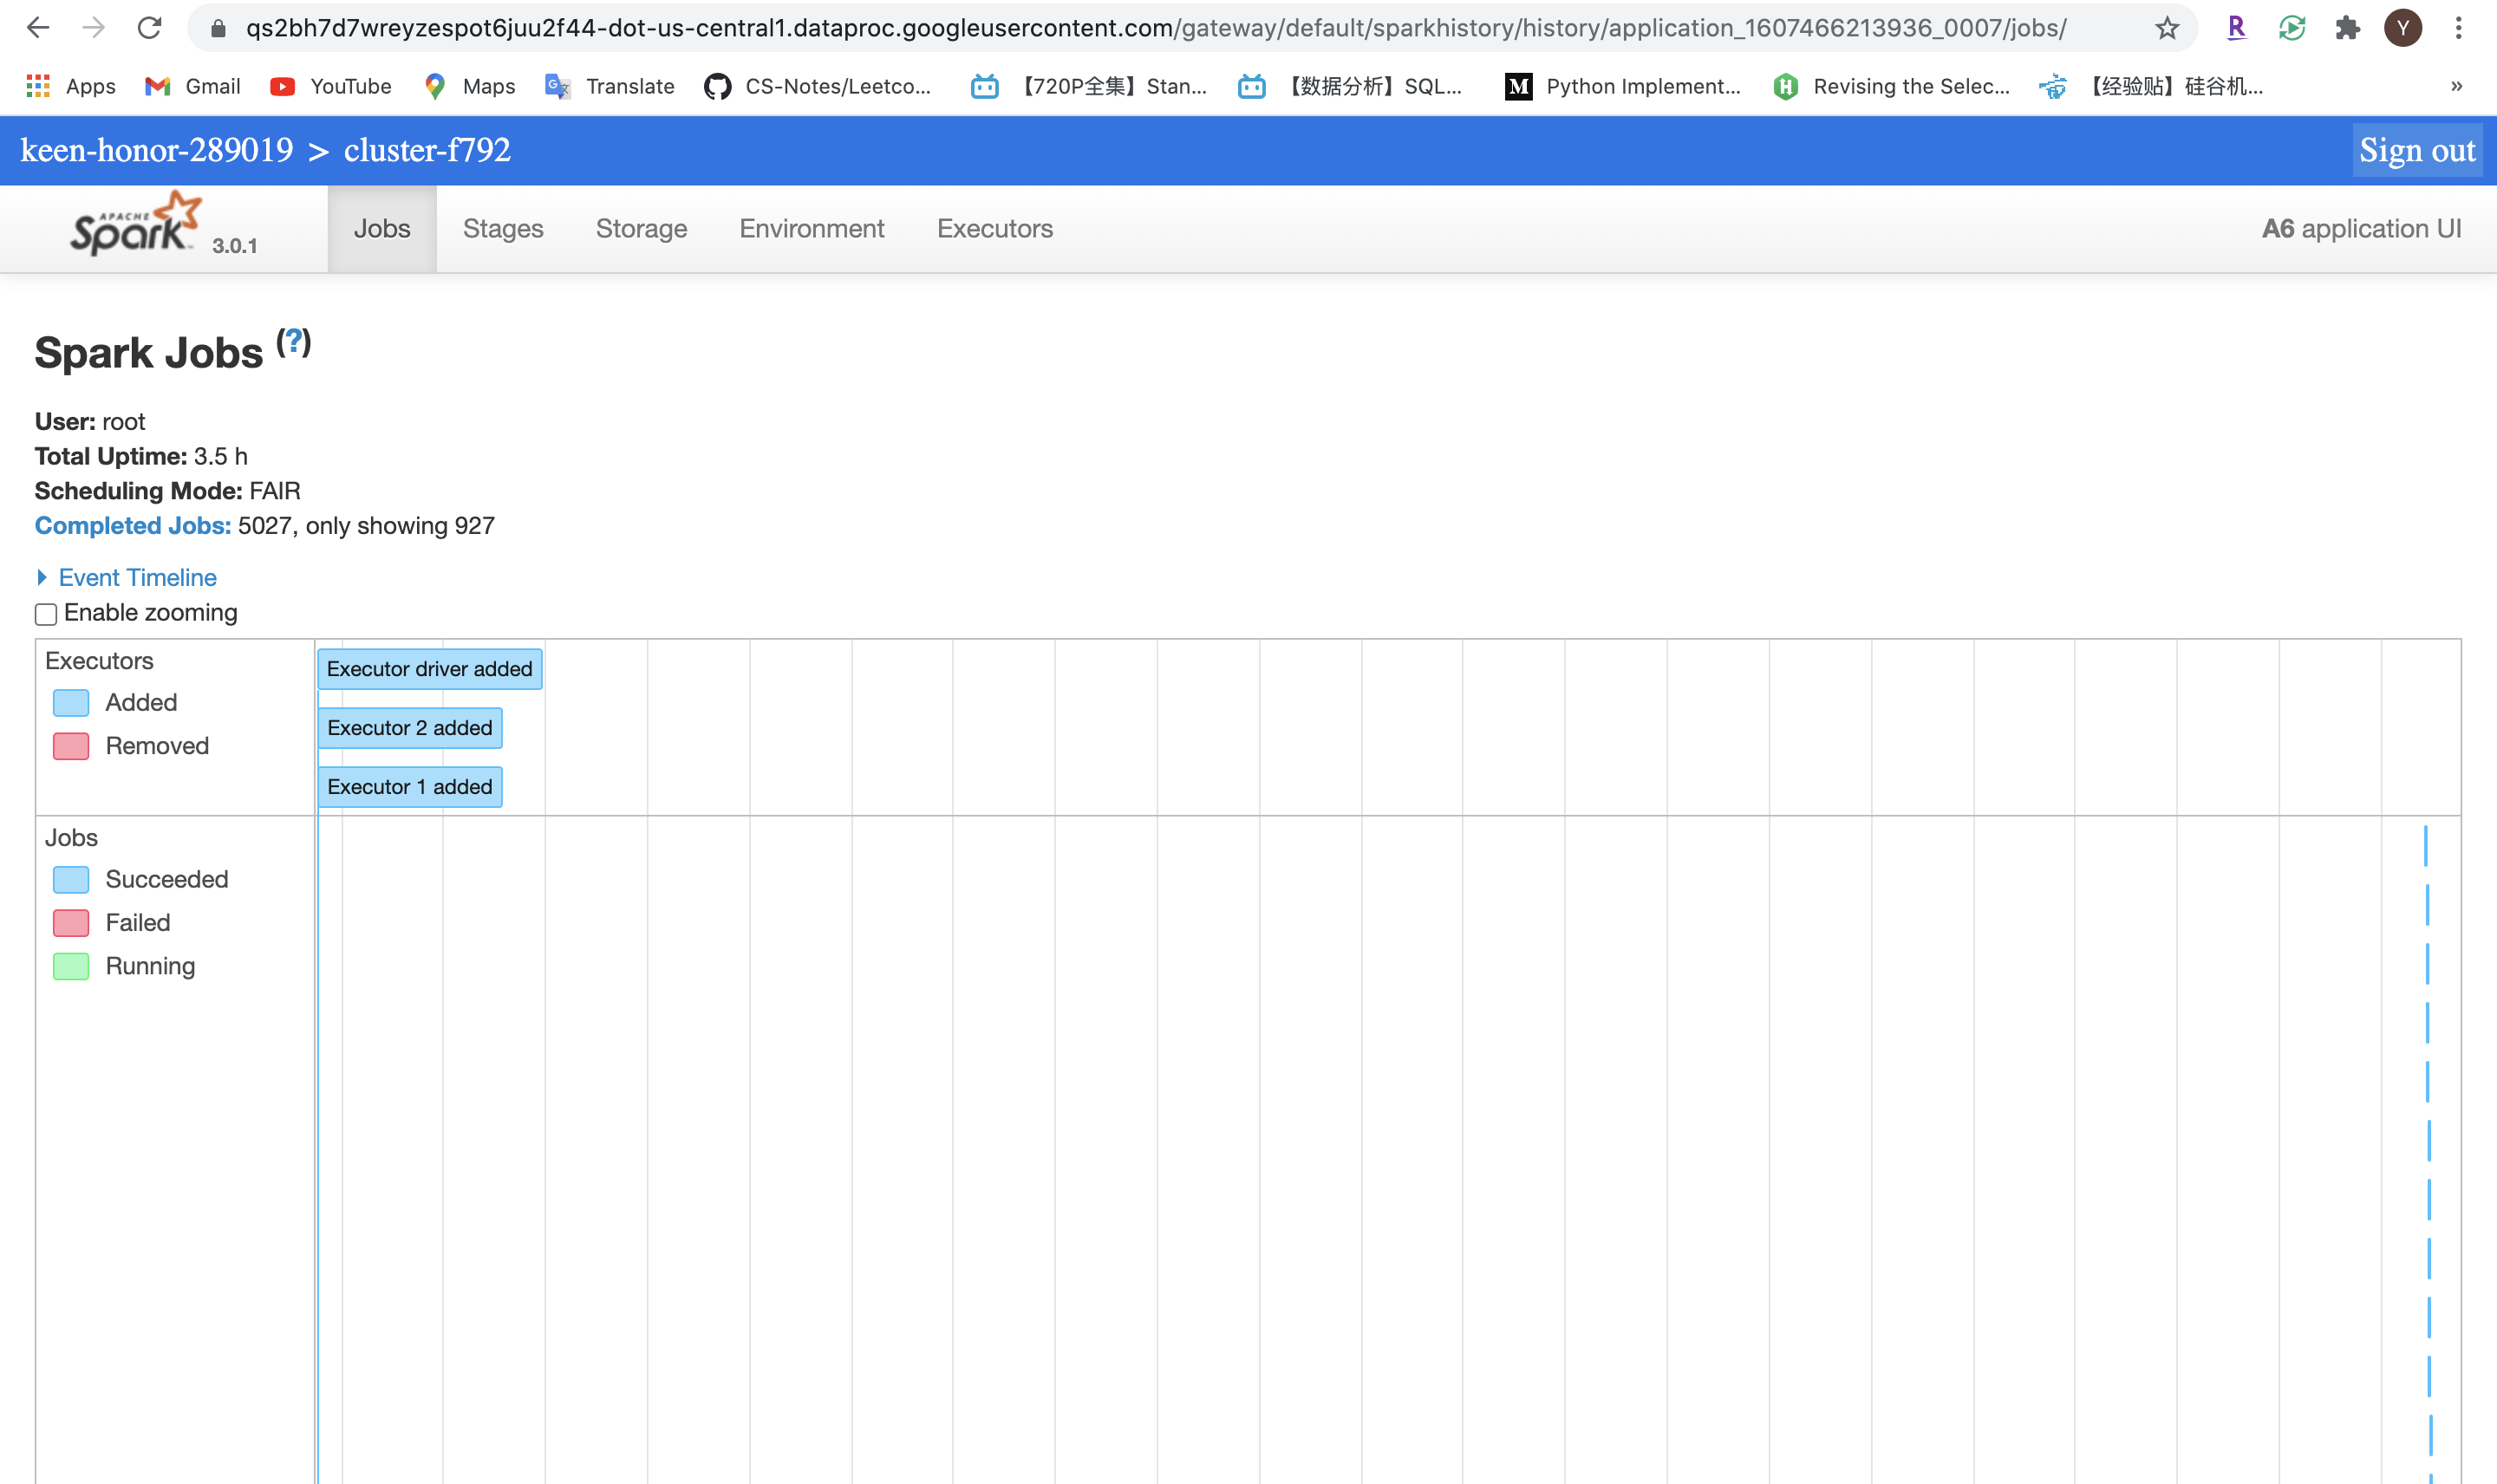 qs2bh7d7wreyzespot6juu2f44-dot-us-central1.dataproc.googleusercontent.com/gateway/default/sparkhistory/history/application_1607466213936_0007/jobs/ R Y
Apps Gmail YouTube Maps Translate CS-Notes/Leetco... 【720P全集】Stan... 【数据分析】SQL... M Python Implement... Revising the Selec... 【经验贴】硅谷机... »
keen-honor-289019 > cluster-f792 Sign out
APACHE Spark 3.0.1 Jobs Stages Storage Environment Executors A6 application UI
Spark Jobs (?)
User: root
Total Uptime: 3.5 h
Scheduling Mode: FAIR
Completed Jobs: 5027, only showing 927
Event Timeline
Enable zooming
Executors
Added
Removed
Executor driver added
Executor 2 added
Executor 1 added
Jobs
Succeeded
Failed
Running